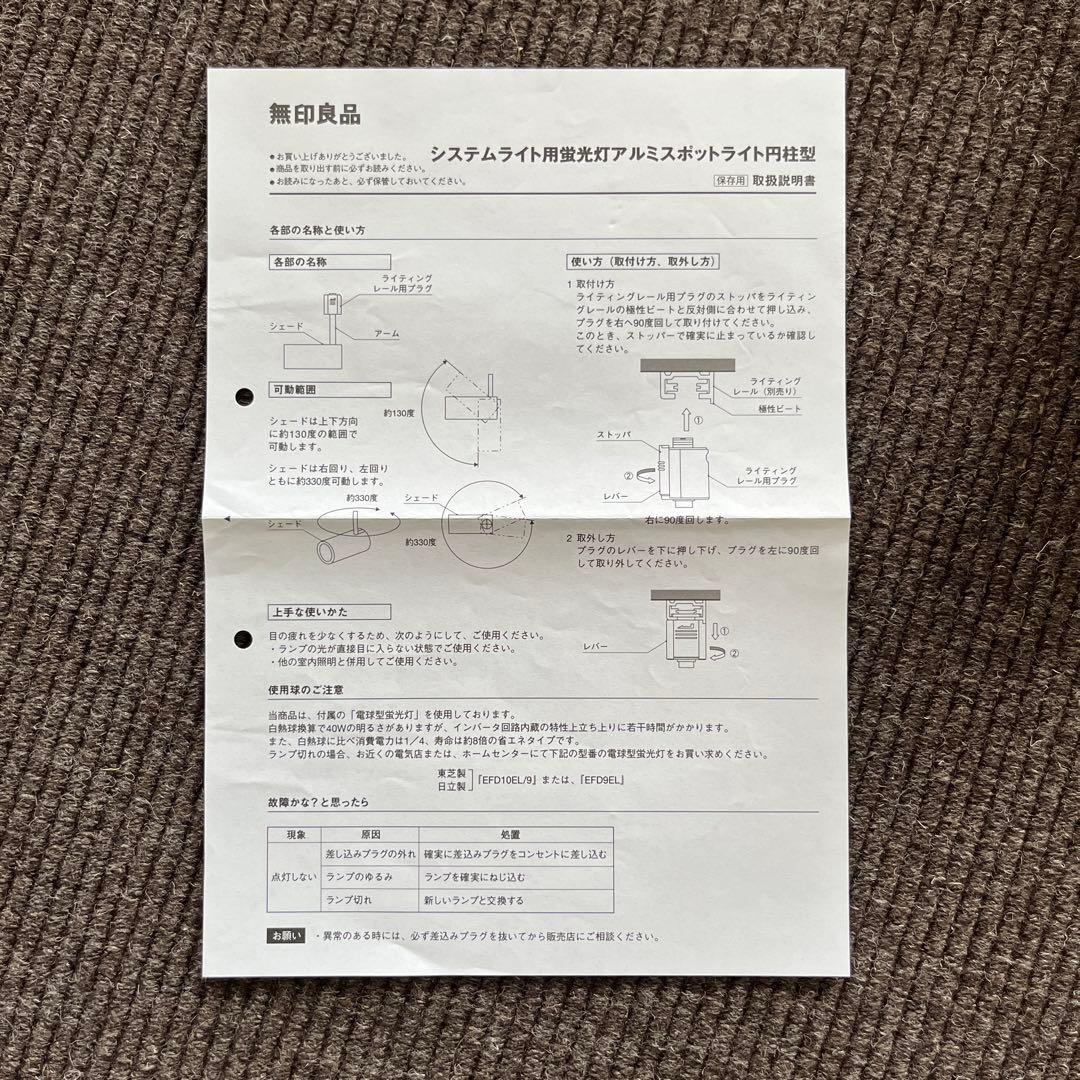 無印良品
●お買い上げありがとうございました。
●商品を取り出す前に必ずお読みください。
●お読みになったあと、必ず保管しておいてください。
システムライト用蛍光灯アルミスポットライト円柱型
保存用 取扱説明書
各部の名称と使い方
各部の名称
ライティング
レール用プラグ
シェード
アーム
可動範囲
シェードは上下方向
に約130度の範囲で
可動します。
約130度
シェードは右回り、左回り
ともに約330度可動します。
約330度
シェード
シェード
約330度
上手な使いかた
目の疲れを少なくするため、次のようにして、ご使用ください。
・ランプの光が直接目に入らない状態でご使用ください。
・他の室内照明と併用してご使用ください。
使い方（取付け方、取外し方）
1 取付け方
ライティングレール用プラグのストッパをライティン
グレールの極性ビートと反対側に合わせて押し込み、
プラグを右へ90度回して取り付けてください。
このとき、ストッパーで確実に止まっているか確認し
てください。
ライティング
レール（別売り）
極性ビート
①
ストッパ
②
ライティング
レール用プラグ
レバー
右に90度回します。
2 取外し方
プラグのレバーを下に押し下げ、プラグを左に90度回
して取り外してください。
①
レバー
②
使用球のご注意
当商品は、付属の「電球型蛍光灯」を使用しております。
白熱球換算で40Wの明るさがありますが、インバータ回路内蔵の特性上立ち上りに若干時間がかかります。
また、白熱球に比べ消費電力は1／4、寿命は約8倍の省エネタイプです。
ランプ切れの場合、お近くの電気店または、ホームセンターにて下記の型番の電球型蛍光灯をお買い求めください。
東芝製
日立製
『EFD10EL/9』または、『EFD9EL』
故障かな？と思ったら
現象 原因 処置
点灯しない 差し込みプラグの外れ 確実に差込みプラグをコンセントに差し込む
ランプのゆるみ ランプを確実にねじ込む
ランプ切れ 新しいランプと交換する
お願い ・異常のある時には、必ず差込みプラグを抜いてから販売店にご相談ください。